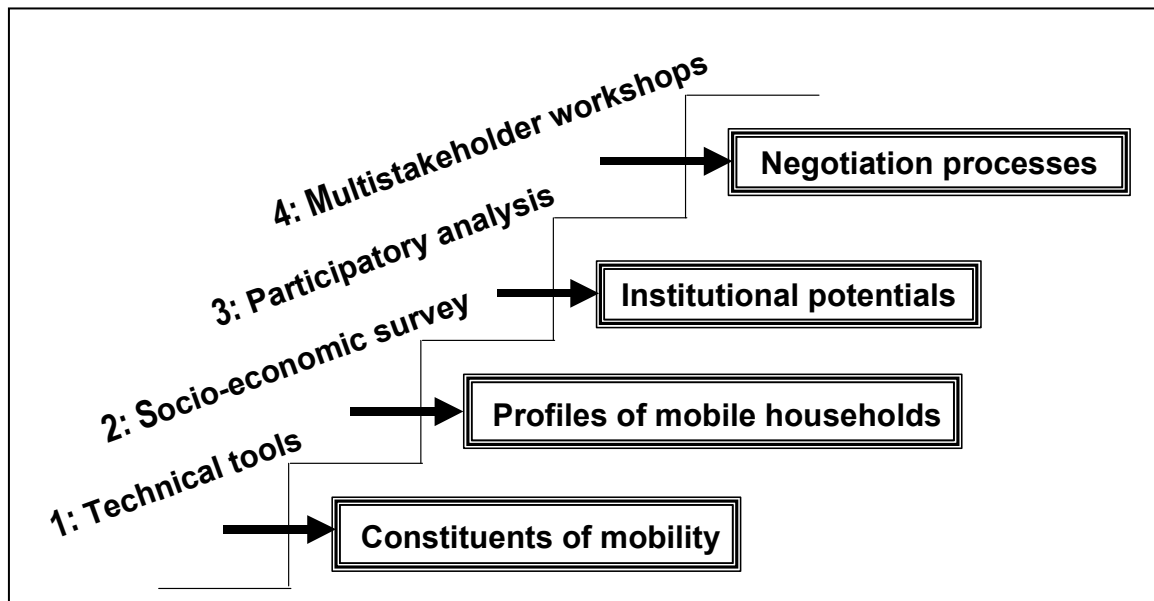 4: Multistakeholder workshops
Negotiation processes
3: Participatory analysis
Institutional potentials
2: Socio-economic survey
Profiles of mobile households
1: Technical tools
Constituents of mobility